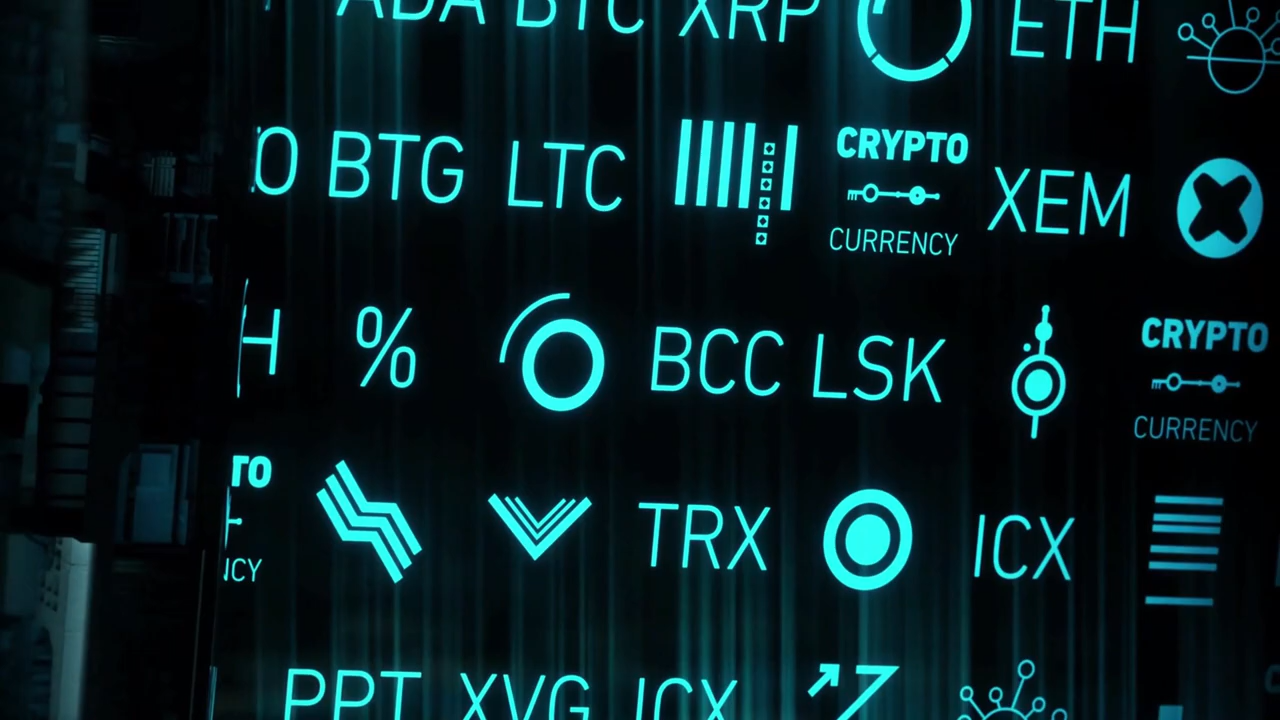 ADA BTC XRP ETH
BTG LTC CRYPTO CURRENCY XEM
% BCC LSK CRYPTO CURRENCY
TRX ICX
PPT XVG ICX